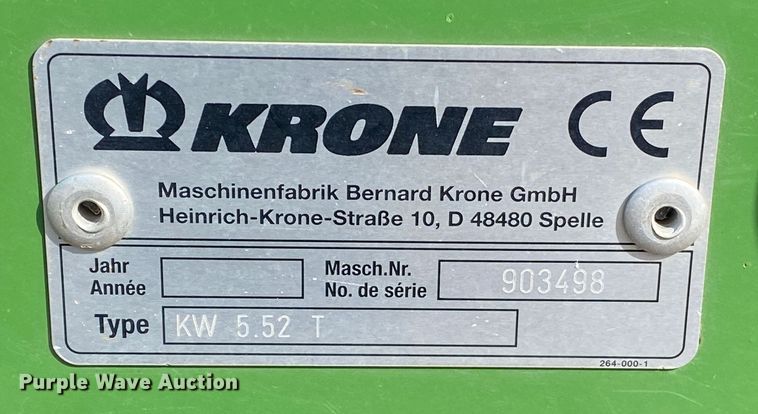 KRONE CE
Maschinenfabrik Bernard Krone GmbH
Heinrich-Krone-Straße 10, D 48480 Spelle
Jahr
Année
Masch.Nr.
No. de série
903498
Type KW 5.52 T
264-000-1
Purple Wave Auction